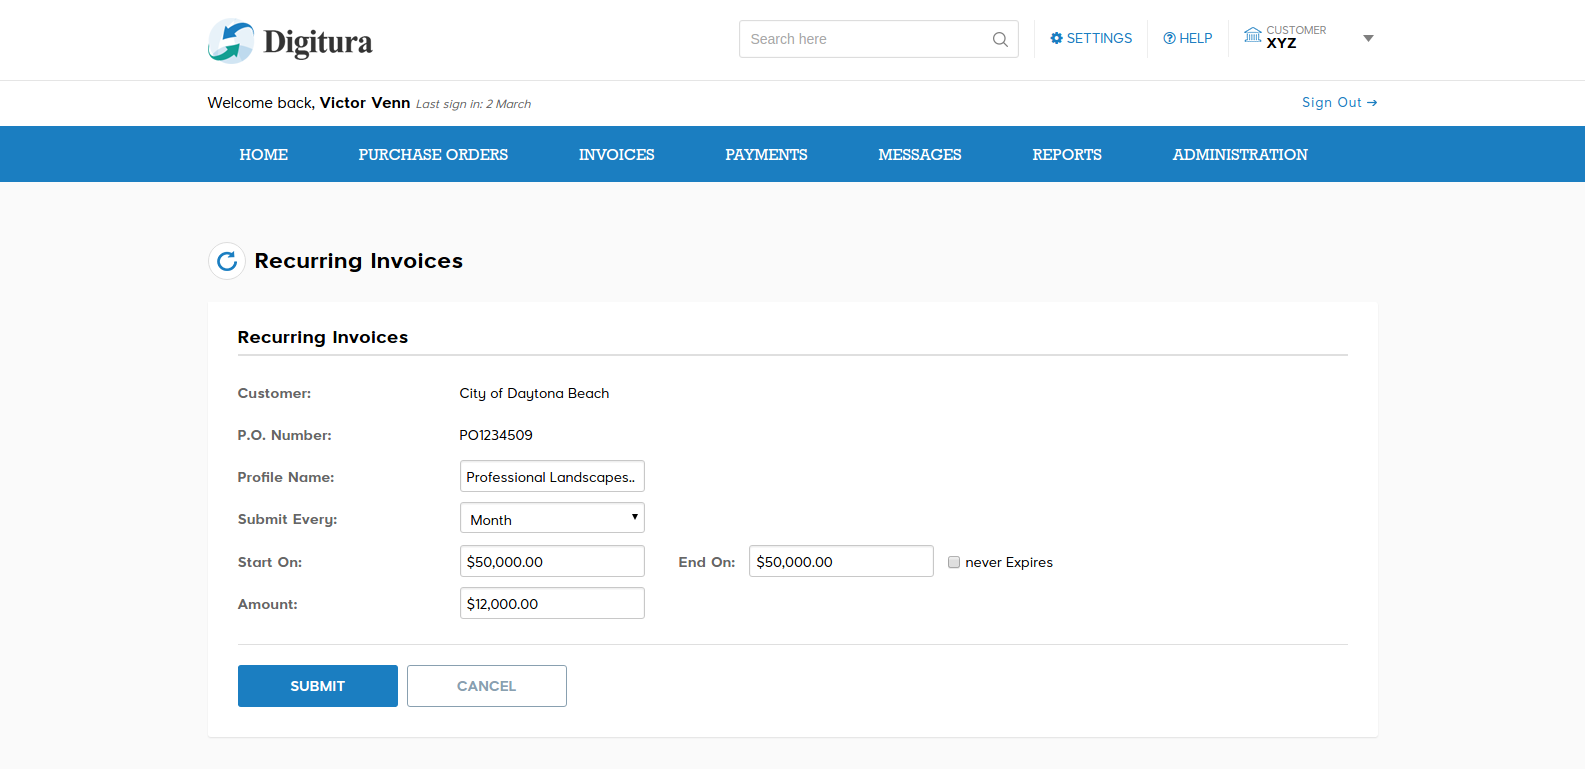 Digitura
Search here
SETTINGS
HELP
CUSTOMER
XYZ
Welcome back, Victor Venn Last sign in: 2 March
Sign Out →
HOME PURCHASE ORDERS INVOICES PAYMENTS MESSAGES REPORTS ADMINISTRATION
Recurring Invoices
Recurring Invoices
Customer: City of Daytona Beach
P.O. Number: PO1234509
Profile Name: Professional Landscapes..
Submit Every: Month
Start On: $50,000.00 End On: $50,000.00 never Expires
Amount: $12,000.00
SUBMIT CANCEL